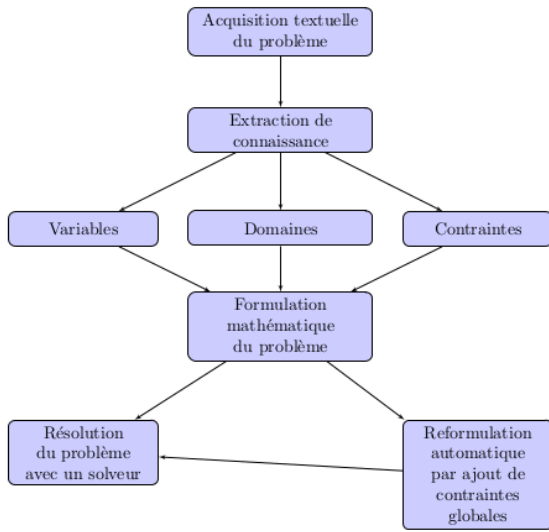 Acquisition textuelle
du problème
Extraction de
connaissance
Variables
Domaines
Contraintes
Formulation
mathématique
du problème
Résolution
du problème
avec un solveur
Reformulation
automatique
par ajout de
contraintes
globales